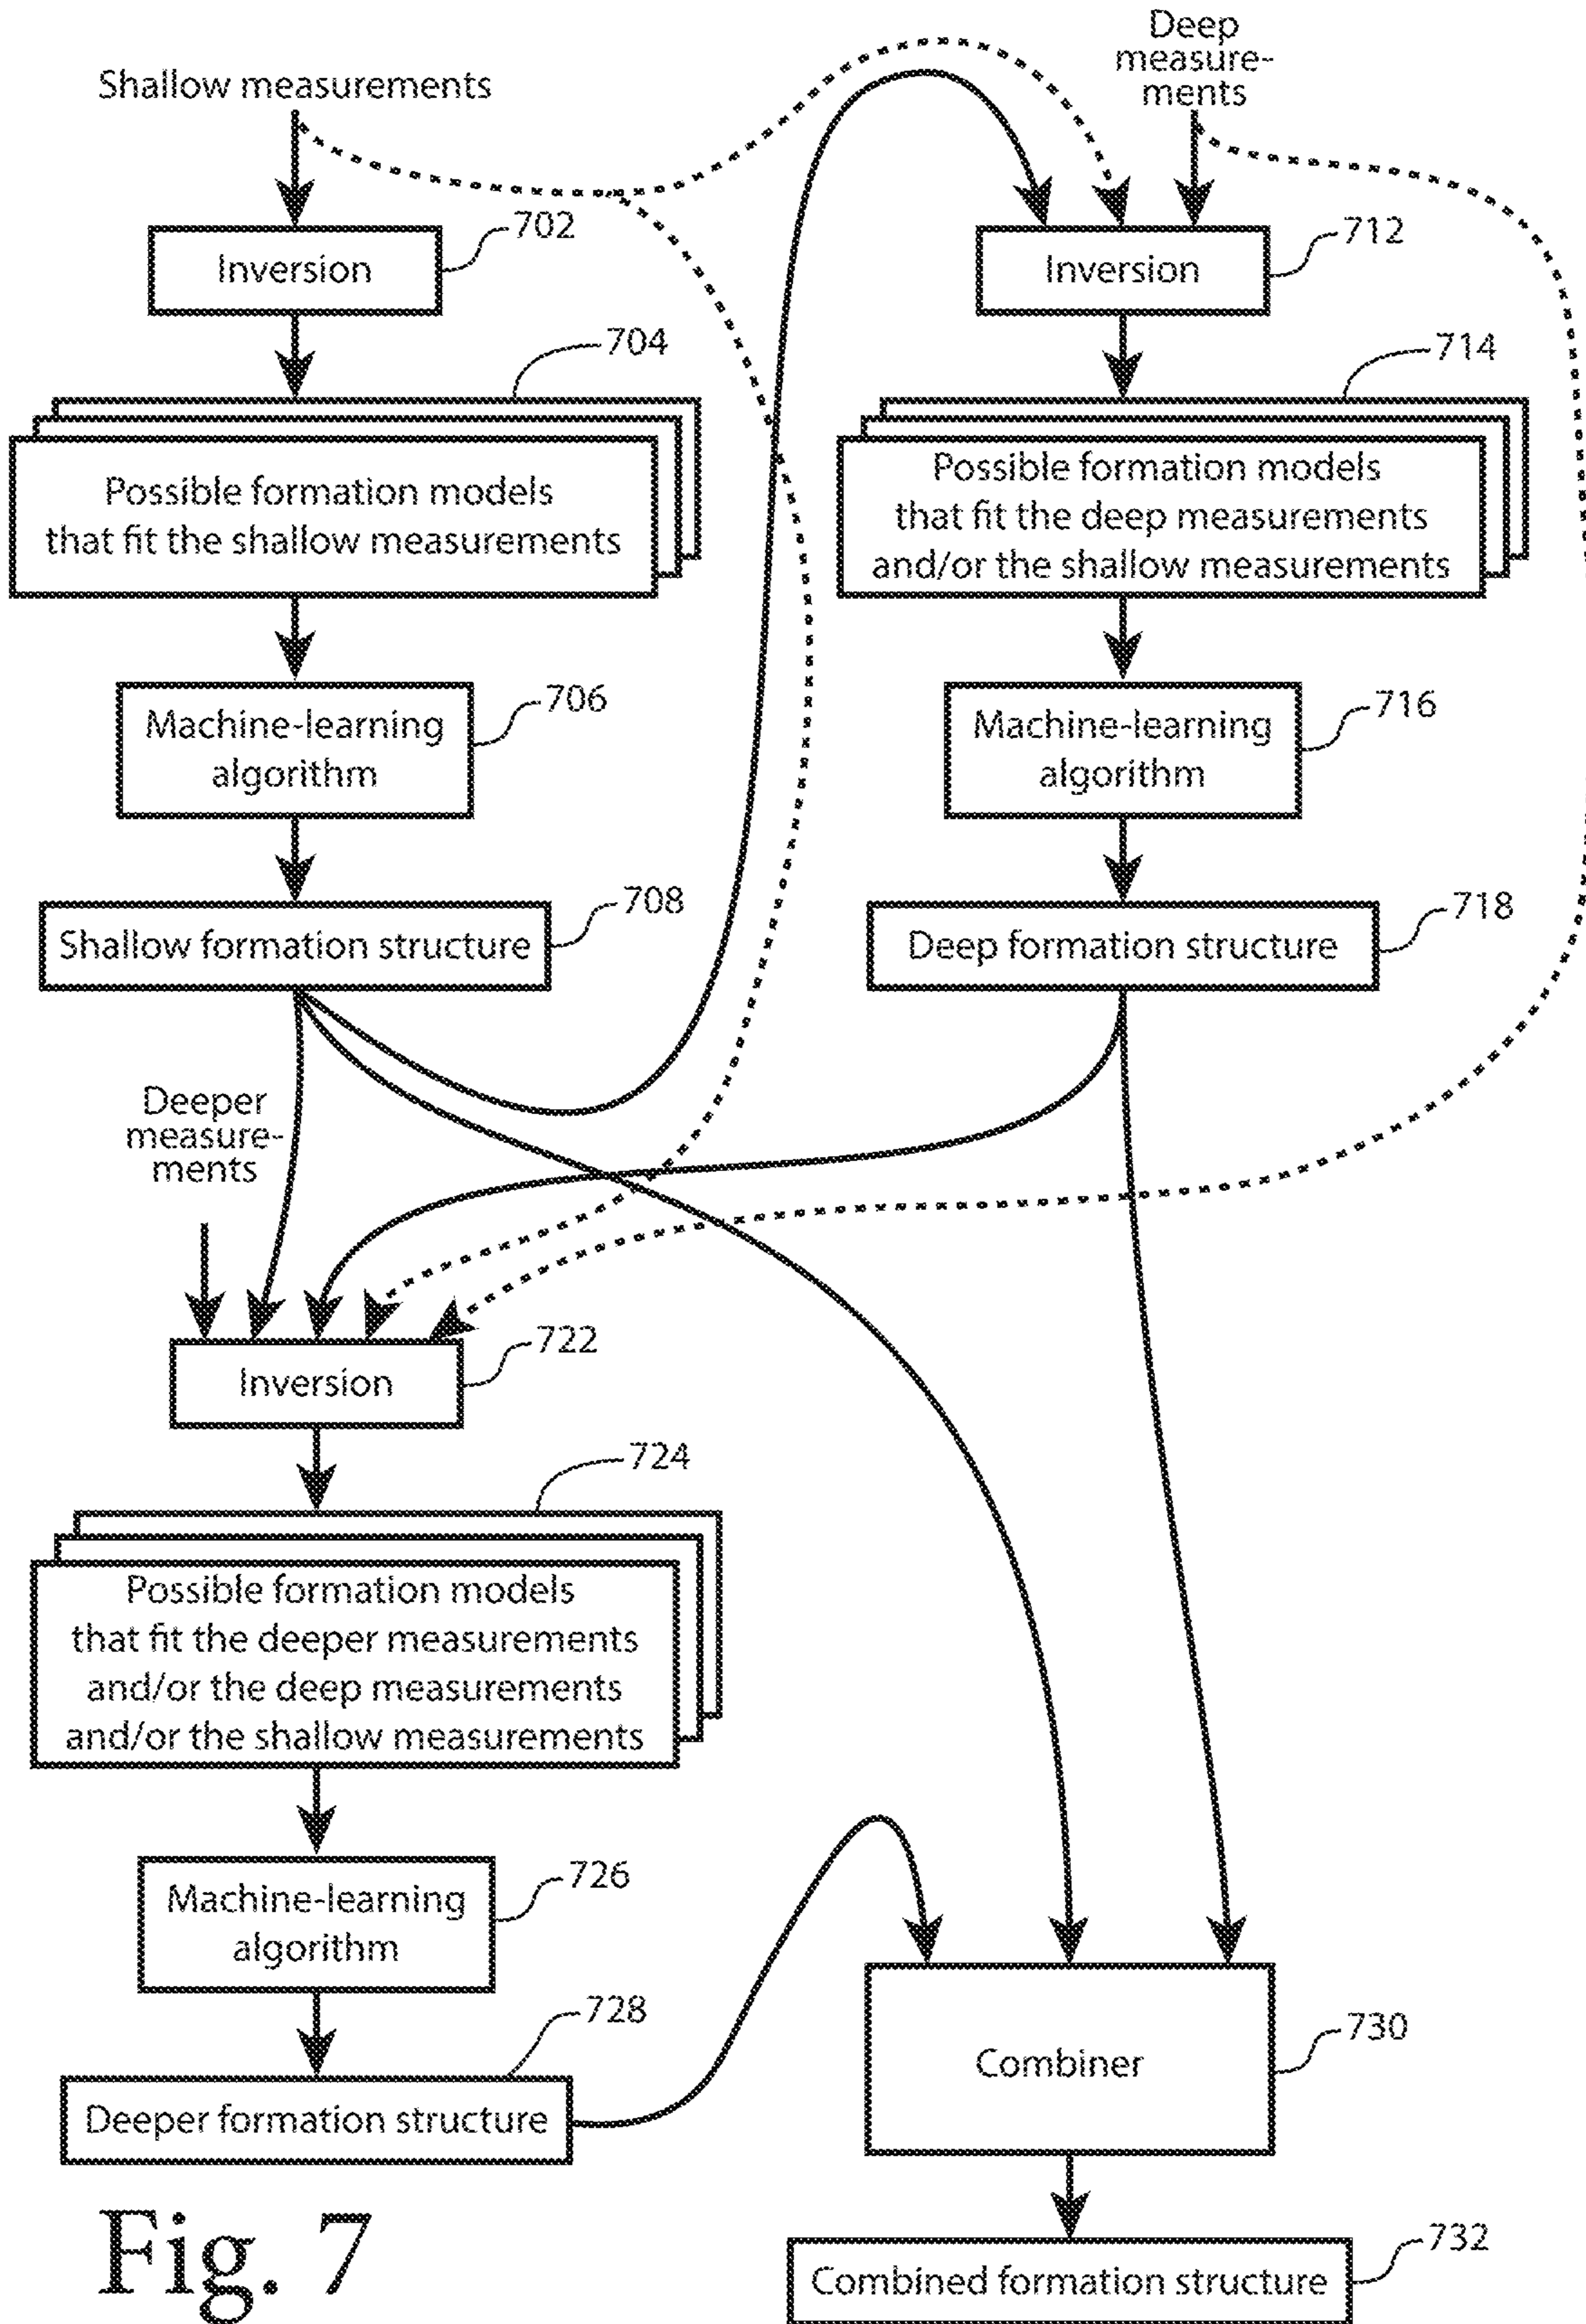 Shallow measurements
Deep
measure-
ments
702
Inversion
712
Inversion
704
Possible formation models
that fit the shallow measurements
714
Possible formation models
that fit the deep measurements
and/or the shallow measurements
706
Machine-learning
algorithm
716
Machine-learning
algorithm
708
Shallow formation structure
718
Deep formation structure
Deeper
measure-
ments
722
Inversion
724
Possible formation models
that fit the deeper measurements
and/or the deep measurements
and/or the shallow measurements
726
Machine-learning
algorithm
728
Deeper formation structure
730
Combiner
732
Combined formation structure
Fig. 7